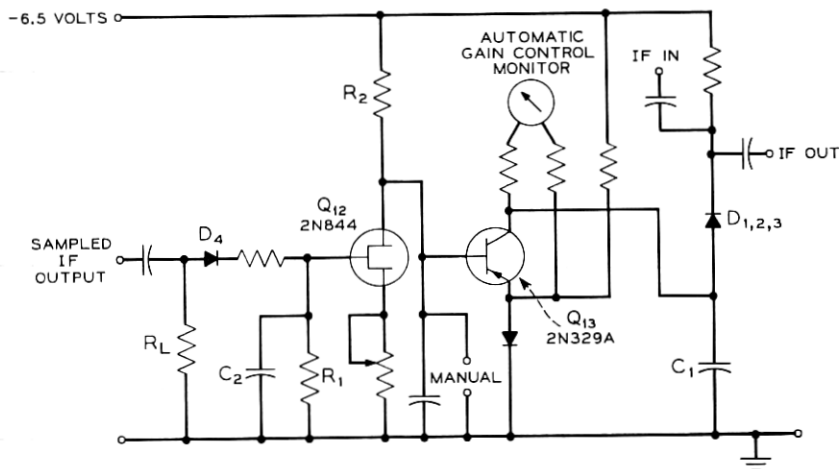 -6.5 VOLTS
AUTOMATIC
GAIN CONTROL
MONITOR
IF IN
R2
IF OUT
Q12
2N844
D1,2,3
D4
SAMPLED
IF
OUTPUT
Q13
2N329A
RL
C2
R1
MANUAL
C1